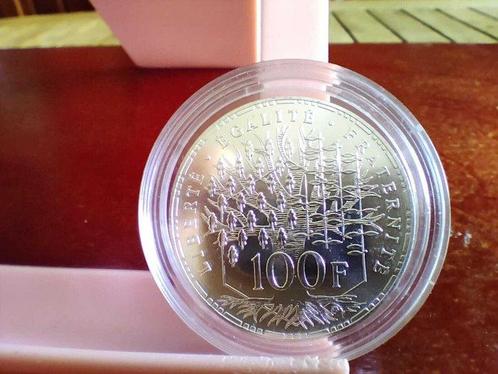 LIBERTÉ · ÉGALITÉ · FRATERNITÉ
100F